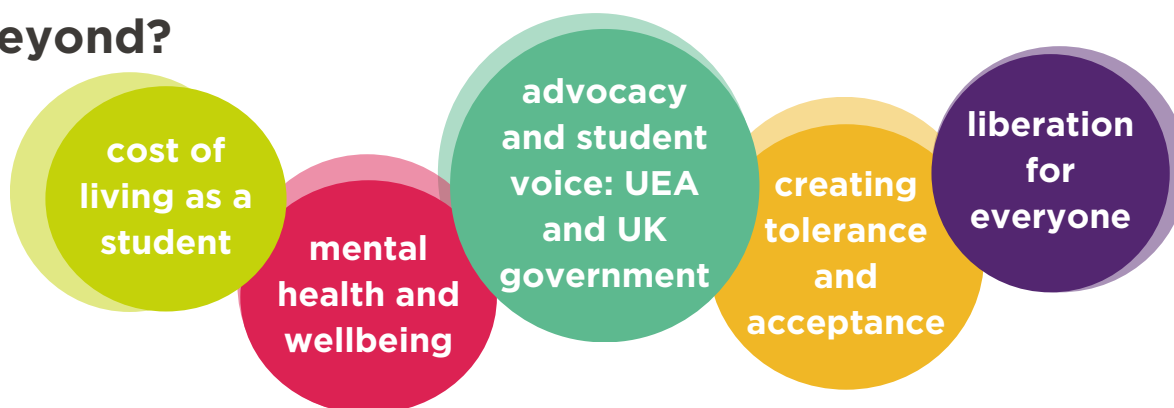 eyond?
cost of
living as a
student
mental
health and
wellbeing
advocacy
and student
voice: UEA
and UK
government
creating
tolerance
and
acceptance
liberation
for
everyone